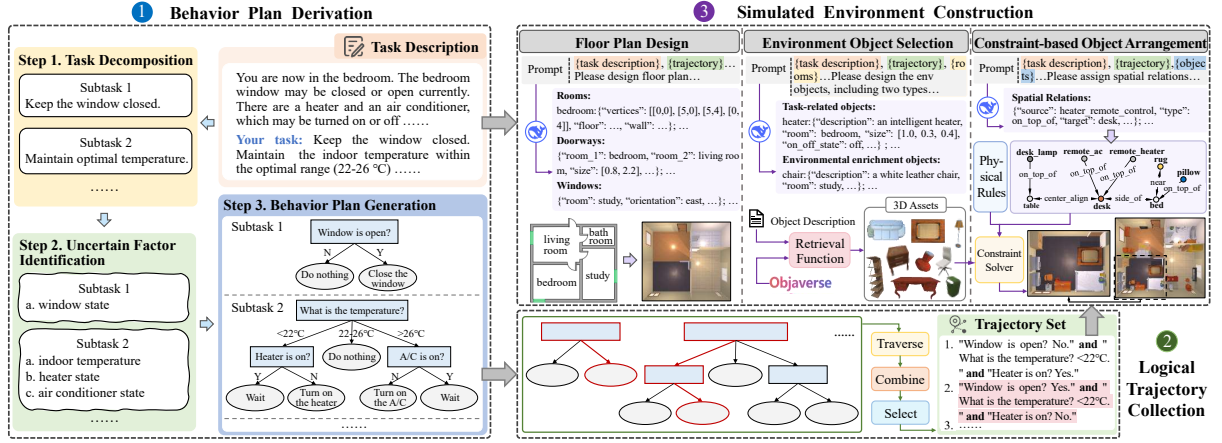 1 Behavior Plan Derivation
Task Description
You are now in the bedroom. The bedroom
window may be closed or open currently.
There are a heater and an air conditioner,
which may be turned on or off ……
Your task: Keep the window closed.
Maintain the indoor temperature within
the optimal range (22-26 ℃) ……
Step 1. Task Decomposition
Subtask 1
Keep the window closed.
Subtask 2
Maintain optimal temperature.
……
Step 2. Uncertain Factor
Identification
Subtask 1
a. window state
Subtask 2
a. indoor temperature
b. heater state
c. air conditioner state
……
Step 3. Behavior Plan Generation
Subtask 1
Window is open?
N
Y
Do nothing
Close the
window
Subtask 2
What is the temperature?
<22℃
22-26℃
>26℃
Heater is on?
Do nothing
A/C is on?
Y
N
N
Y
Wait
Turn on
the heater
Turn on
the A/C
Wait
……
3 Simulated Environment Construction
Floor Plan Design
Prompt
{task description}, {trajectory}…
Please design floor plan…
Rooms:
bedroom:{“vertices”: [[0,0], [5,0], [5,4], [0,
4]], “floor”: …, “wall”: …}; …
Doorways:
{“room_1”: bedroom, “room_2”: living roo
m, “size”: [0.8, 2.2], …}; …
Windows:
{“room”: study, “orientation”: east, …}; …
living
room
bath
room
bedroom
study
Environment Object Selection
Prompt
{task description}, {trajectory}, {ro
oms}…Please design the env
objects, including two types…
Task-related objects:
heater:{“description”: an intelligent heater,
“room”: bedroom, “size”: [1.0, 0.3, 0.4],
“on_off_state”: off, …} ; …
Environmental enrichment objects:
chair:{“description”: a white leather chair,
“room”: study, …}; …
Object Description
3D Assets
Retrieval
Function
Objaverse
Constraint-based Object Arrangement
Prompt
{task description}, {trajectory},{objec
ts}…Please assign spatial relations…
Spatial Relations:
{“source”: heater_remote_control, “type”:
on_top_of, “target”: desk, …}; …
Physical
Rules
desk_lamp
remote_ac
remote_heater
rug
pillow
on_top_of
on_top_of
on_top_of
near
on_top_of
table
center_align
desk
side_of
bed
Constraint
Solver
……
Traverse
Combine
Select
Trajectory Set
1. "Window is open? No." and "
What is the temperature? <22℃.
" and "Heater is on? Yes."
2. "Window is open? Yes." and "
What is the temperature? <22℃.
" and "Heater is on? No."
3. ……
2
Logical
Trajectory
Collection